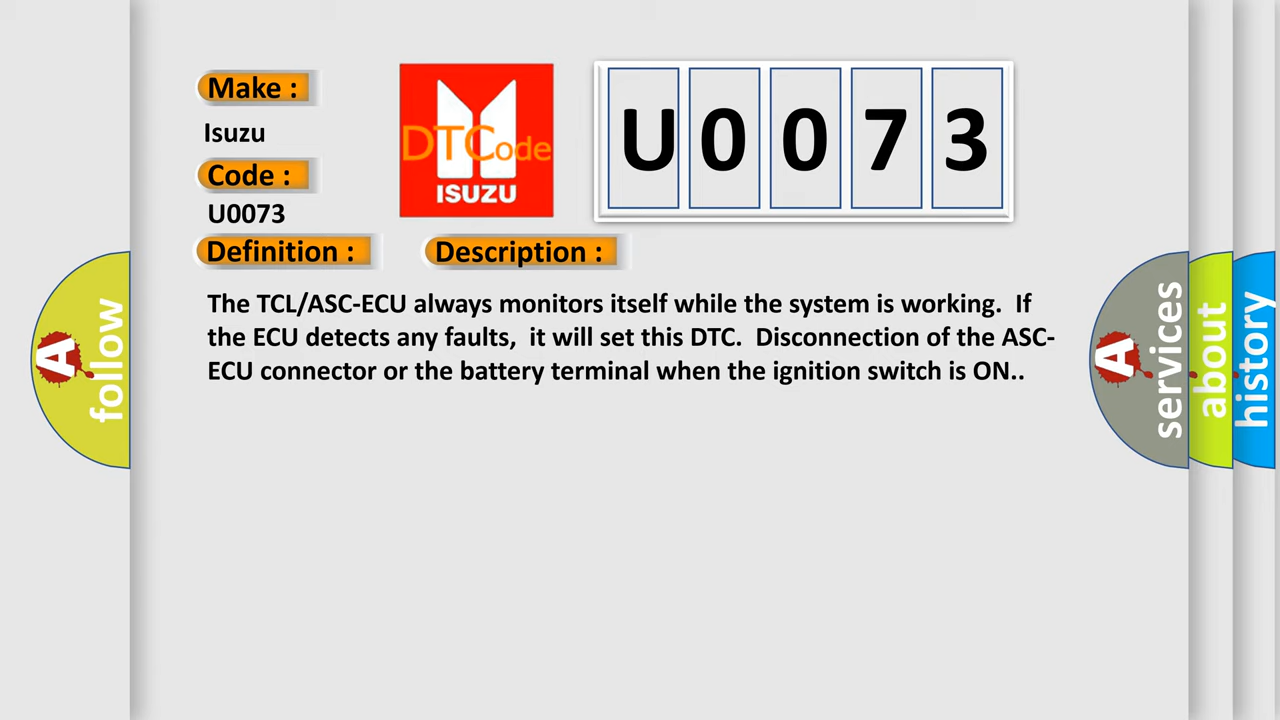 Make :
Isuzu
Code :
U0073
Definition :
Description :
DTCode
ISUZU
U0073
The TCL/ASC-ECU always monitors itself while the system is working. If
the ECU detects any faults, it will set this DTC. Disconnection of the ASC-
ECU connector or the battery terminal when the ignition switch is ON..
A
follow
A
services
about
history